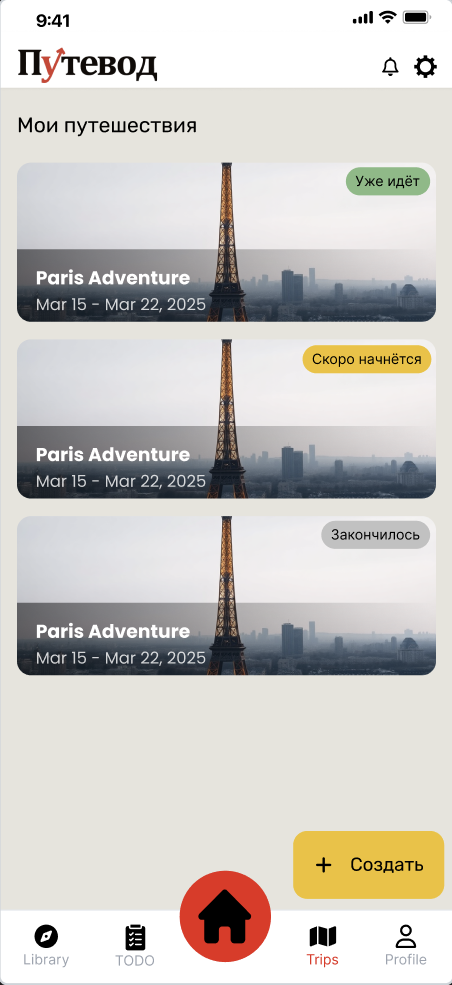 9:41
Путевод
Мои путешествия
Уже идёт
Paris Adventure
Mar 15 - Mar 22, 2025
Скоро начнётся
Paris Adventure
Mar 15 - Mar 22, 2025
Закончилось
Paris Adventure
Mar 15 - Mar 22, 2025
+ Создать
Library
TODO
Trips
Profile